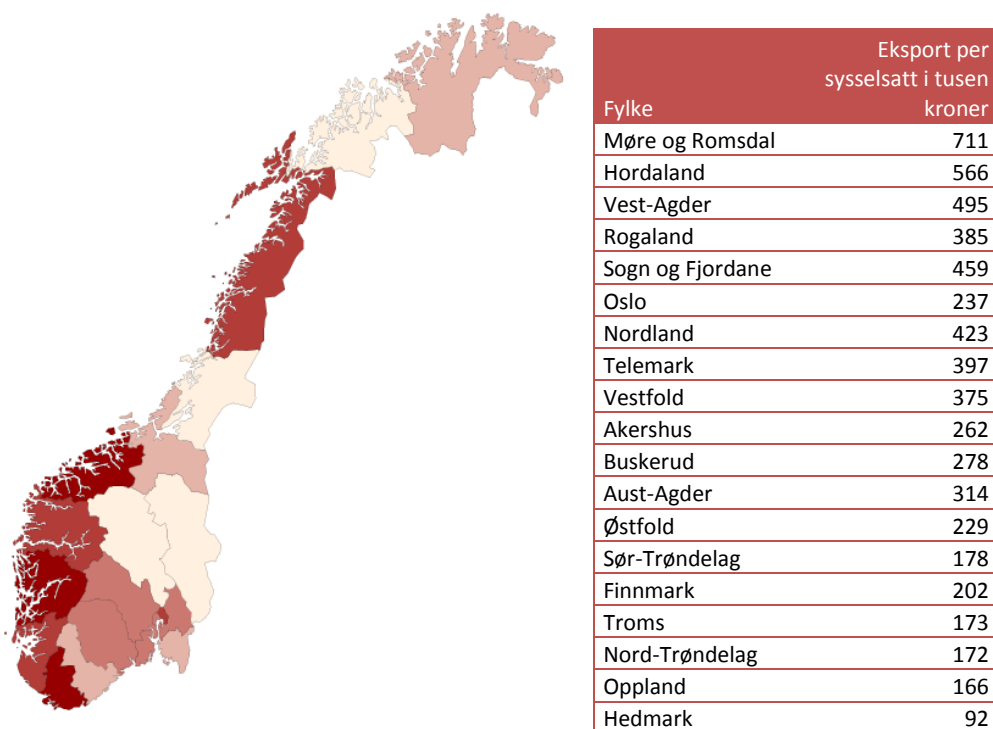 Eksport per
sysselsatt i tusen
Fylke kroner
Møre og Romsdal 711
Hordaland 566
Vest-Agder 495
Rogaland 385
Sogn og Fjordane 459
Oslo 237
Nordland 423
Telemark 397
Vestfold 375
Akershus 262
Buskerud 278
Aust-Agder 314
Østfold 229
Sør-Trøndelag 178
Finnmark 202
Troms 173
Nord-Trøndelag 172
Oppland 166
Hedmark 92